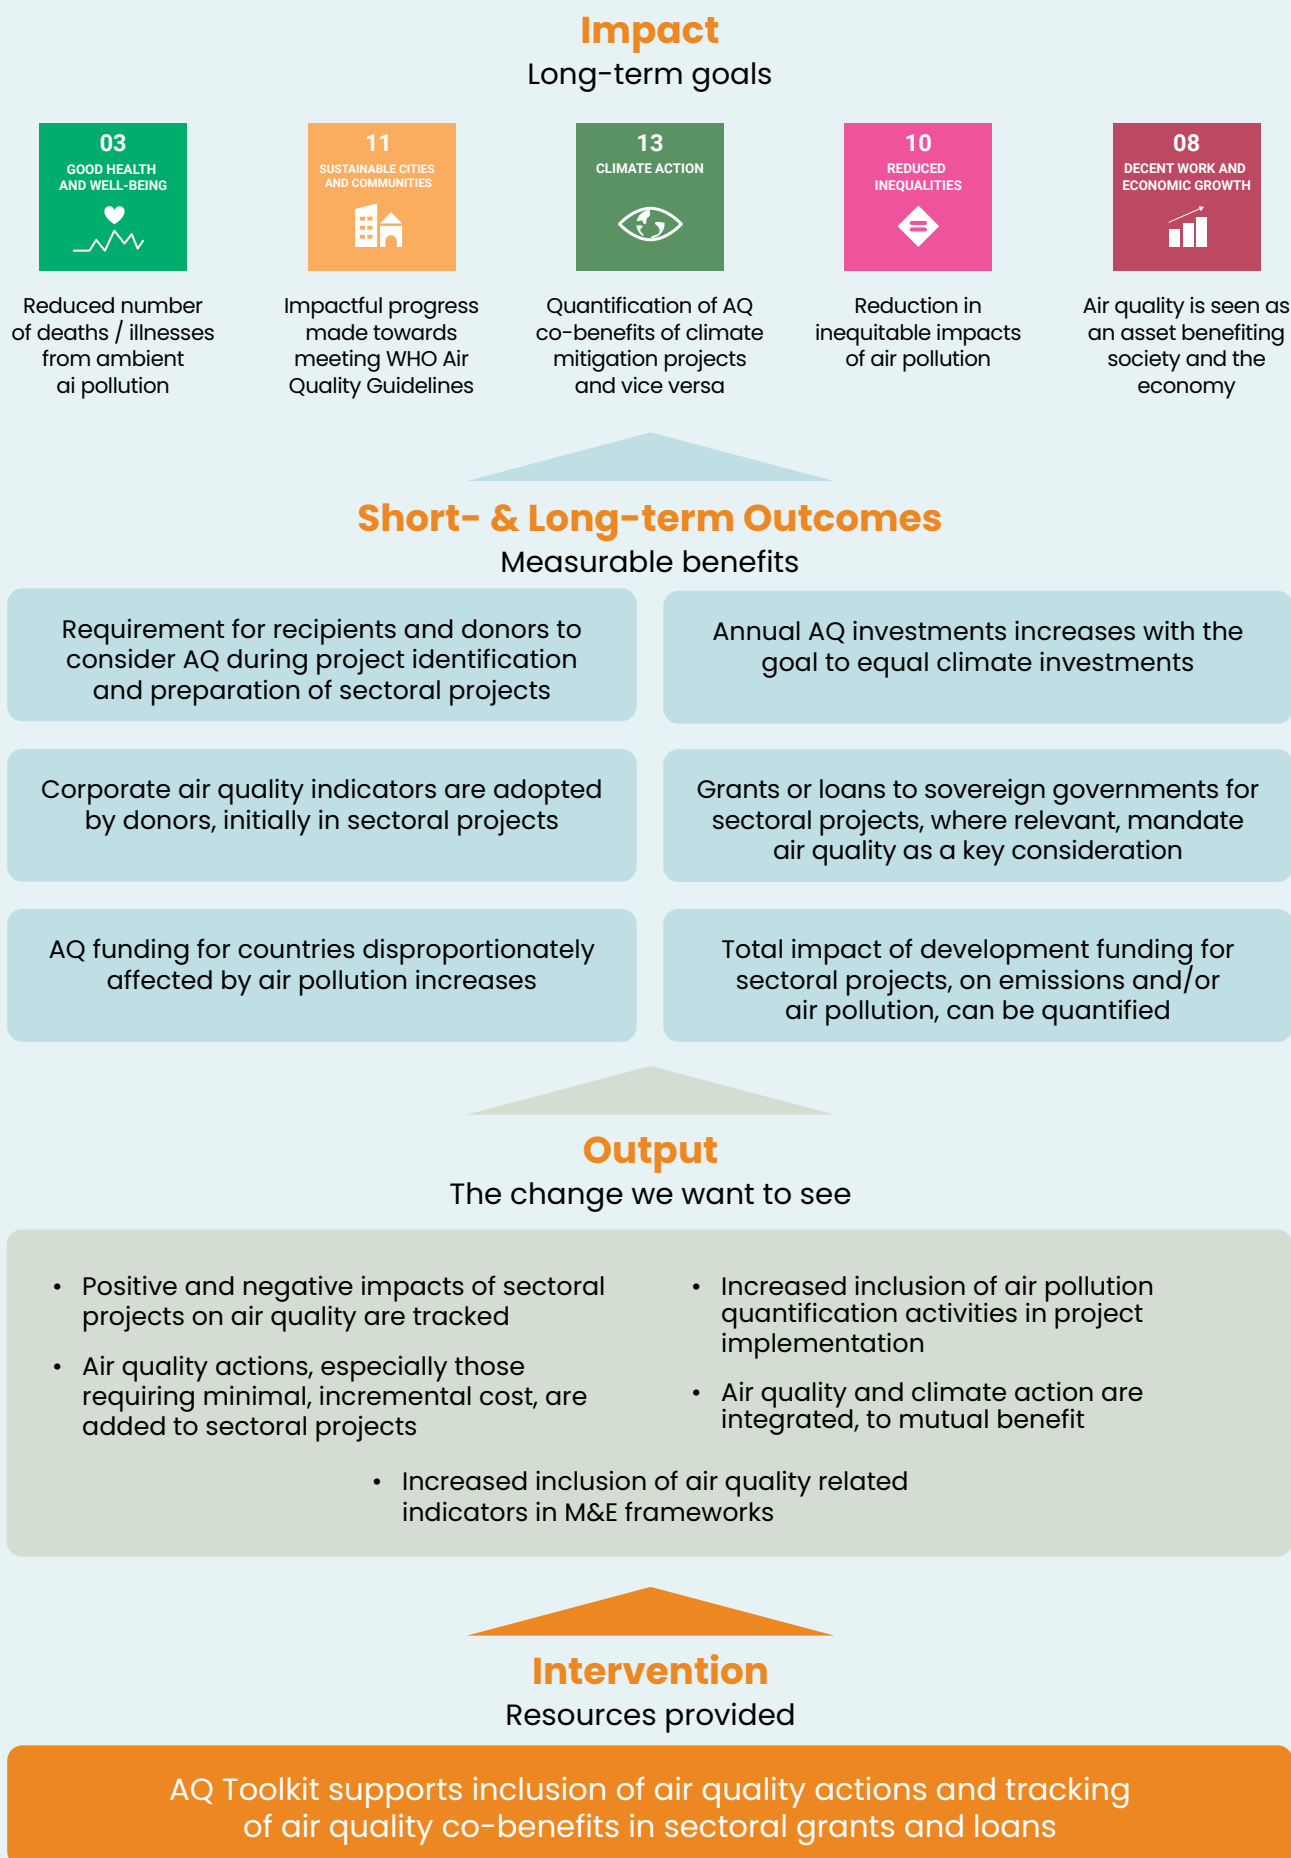 Impact
Long-term goals
03
GOOD HEALTH
AND WELL-BEING
11
SUSTAINABLE CITIES
AND COMMUNITIES
13
CLIMATE ACTION
10
REDUCED
INEQUALITIES
08
DECENT WORK AND
ECONOMIC GROWTH
Reduced number
of deaths / illnesses
from ambient
ai pollution
Impactful progress
made towards
meeting WHO Air
Quality Guidelines
Quantification of AQ
co-benefits of climate
mitigation projects
and vice versa
Reduction in
inequitable impacts
of air pollution
Air quality is seen as
an asset benefiting
society and the
economy
Short- & Long-term Outcomes
Measurable benefits
Requirement for recipients and donors to
consider AQ during project identification
and preparation of sectoral projects
Annual AQ investments increases with the
goal to equal climate investments
Corporate air quality indicators are adopted
by donors, initially in sectoral projects
Grants or loans to sovereign governments for
sectoral projects, where relevant, mandate
air quality as a key consideration
AQ funding for countries disproportionately
affected by air pollution increases
Total impact of development funding for
sectoral projects, on emissions and/or
air pollution, can be quantified
Output
The change we want to see
• Positive and negative impacts of sectoral
projects on air quality are tracked
• Air quality actions, especially those
requiring minimal, incremental cost, are
added to sectoral projects
• Increased inclusion of air pollution
quantification activities in project
implementation
• Air quality and climate action are
integrated, to mutual benefit
• Increased inclusion of air quality related
indicators in M&E frameworks
Intervention
Resources provided
AQ Toolkit supports inclusion of air quality actions and tracking
of air quality co-benefits in sectoral grants and loans